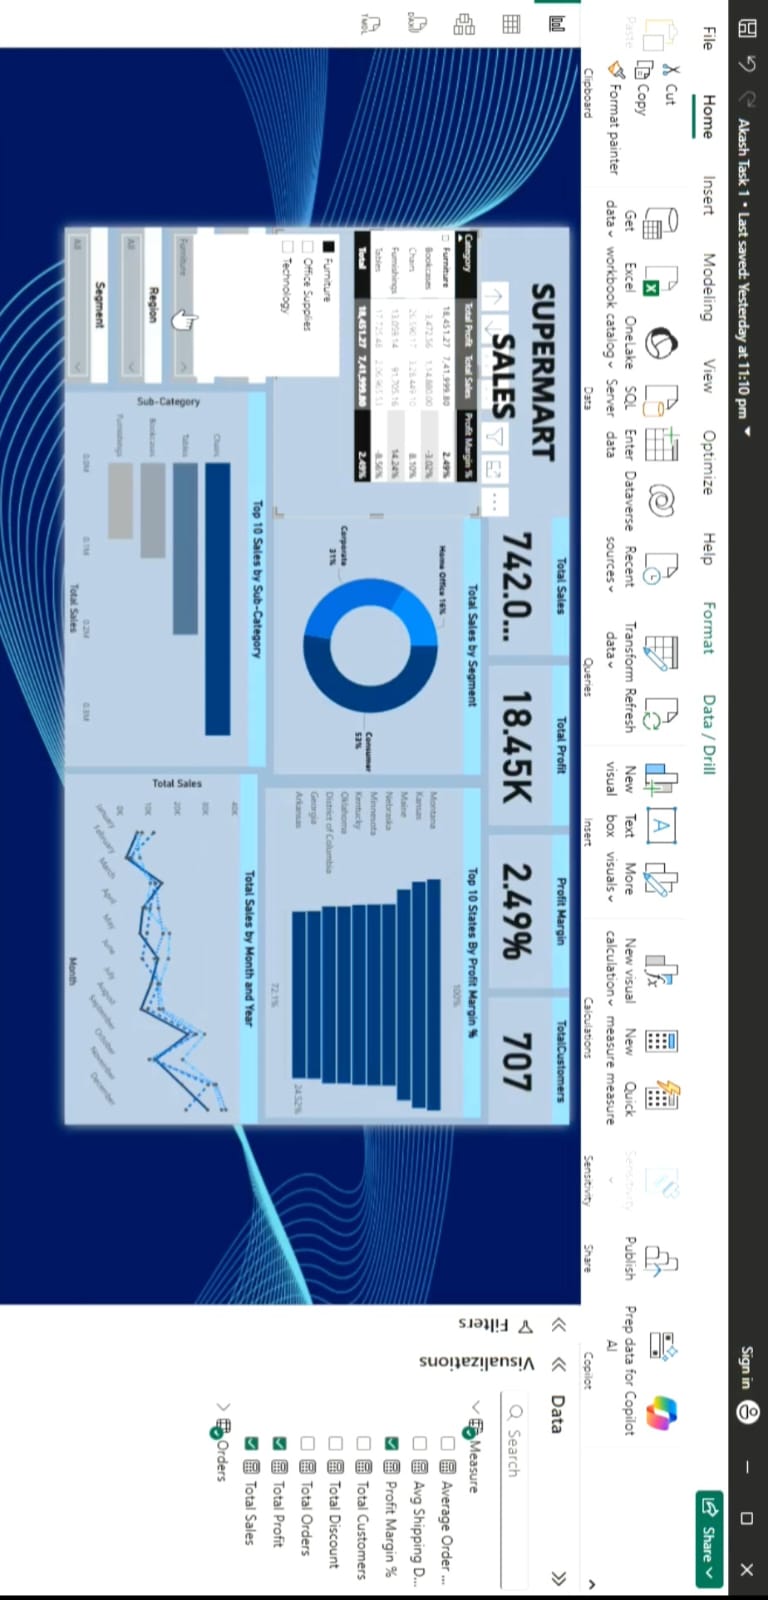 Akash Task 1 • Last saved: Yesterday at 11:10 pm
Sign in
File Home Insert Modeling View Optimize Help Format Data / Drill
Share
Paste
Cut
Copy
Format painter
Get data
Excel workbook
OneLake catalog
SQL Server
Enter data
Dataverse
Recent sources
Transform data
Refresh
New visual
Text box
More visuals
New visual calculation
New measure
Quick measure
Sensitivity
Publish
Prep data for AI
Copilot
Clipboard
Data
Queries
Insert
Calculations
Sensitivity
Share
Copilot
TMDL
SUPERMART
SALES
Total Sales
742.0...
Total Profit
18.45K
Profit Margin
2.49%
TotalCustomers
707
Category Total Profit Total Sales Profit Margin %
Furniture 18,451.27 7,41,999.80 2.49%
Bookcases -3,472.56 1,14,880.00 -3.02%
Chairs 26,590.17 3,28,449.10 8.10%
Furnishings 13,059.14 91,705.16 14.24%
Tables -17,725.48 2,06,965.53 -8.56%
Total 18,451.27 7,41,999.80 2.49%
Furniture
Office Supplies
Technology
Furniture
Region
All
Segment
All
Total Sales by Segment
Home Office 16%
Corporate
31%
Consumer
53%
Top 10 States By Profit Margin %
100%
Montana
Kansas
Maine
Nebraska
Minnesota
Kentucky
Oklahoma
District of Columbia
Georgia
Arkansas
72.1%
Top 10 Sales by Sub-Category
Sub-Category
Chairs
Tables
Bookcases
Furnishings
0.0M 0.1M 0.2M 0.3M
Total Sales
Total Sales by Month and Year
Total Sales
40K
30K
20K
10K
0K
January February March April May June July August September October November December
Month
Filters
Visualizations
Data
Search
Measure
Average Order ...
Avg Shipping D...
Profit Margin %
Total Customers
Total Discount
Total Orders
Total Profit
Total Sales
Orders